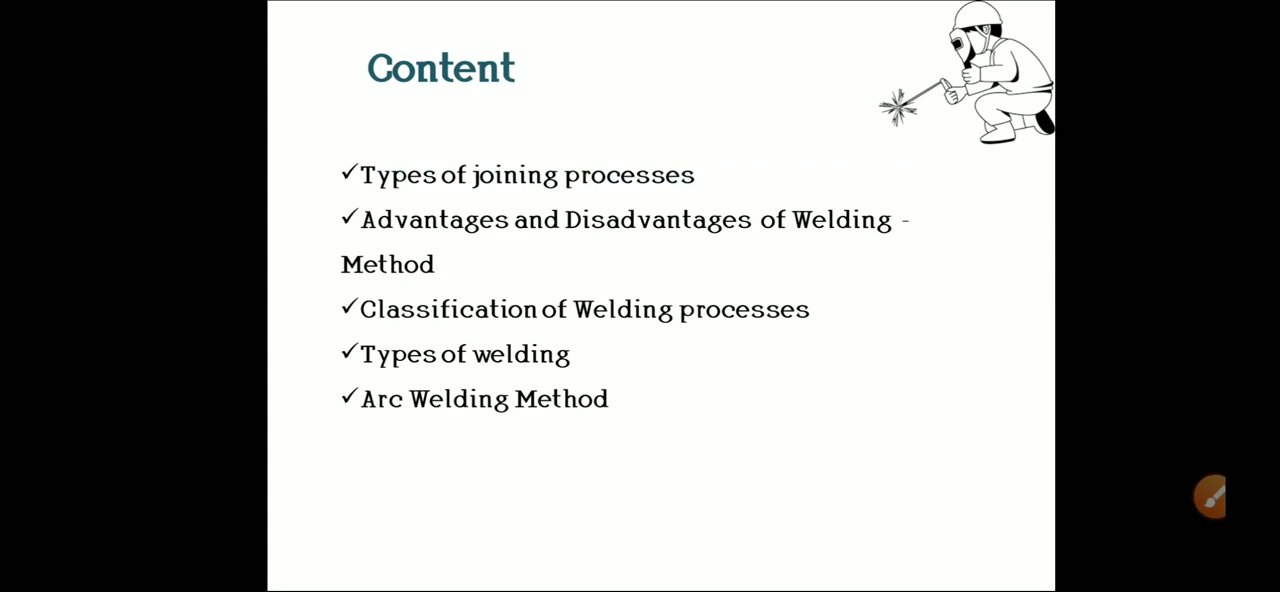 Content
✓Types of joining processes
✓Advantages and Disadvantages of Welding -
Method
✓Classification of Welding processes
✓Types of welding
✓Arc Welding Method